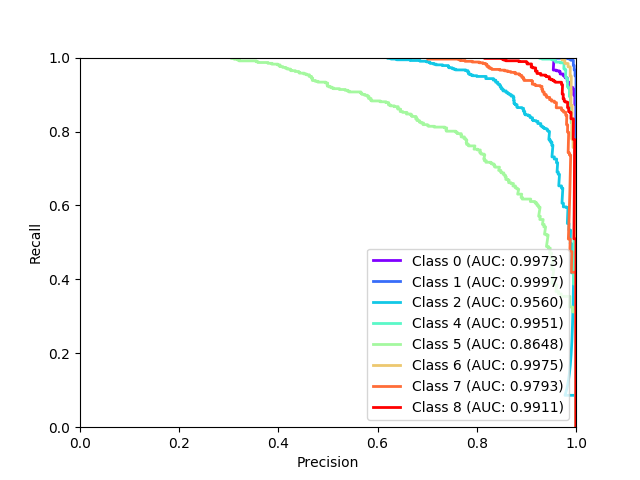 1.0
0.8
0.6
0.4
0.2
0.0
Recall
0.0 0.2 0.4 0.6 0.8 1.0
Precision
Class 0 (AUC: 0.9973)
Class 1 (AUC: 0.9997)
Class 2 (AUC: 0.9560)
Class 4 (AUC: 0.9951)
Class 5 (AUC: 0.8648)
Class 6 (AUC: 0.9975)
Class 7 (AUC: 0.9793)
Class 8 (AUC: 0.9911)